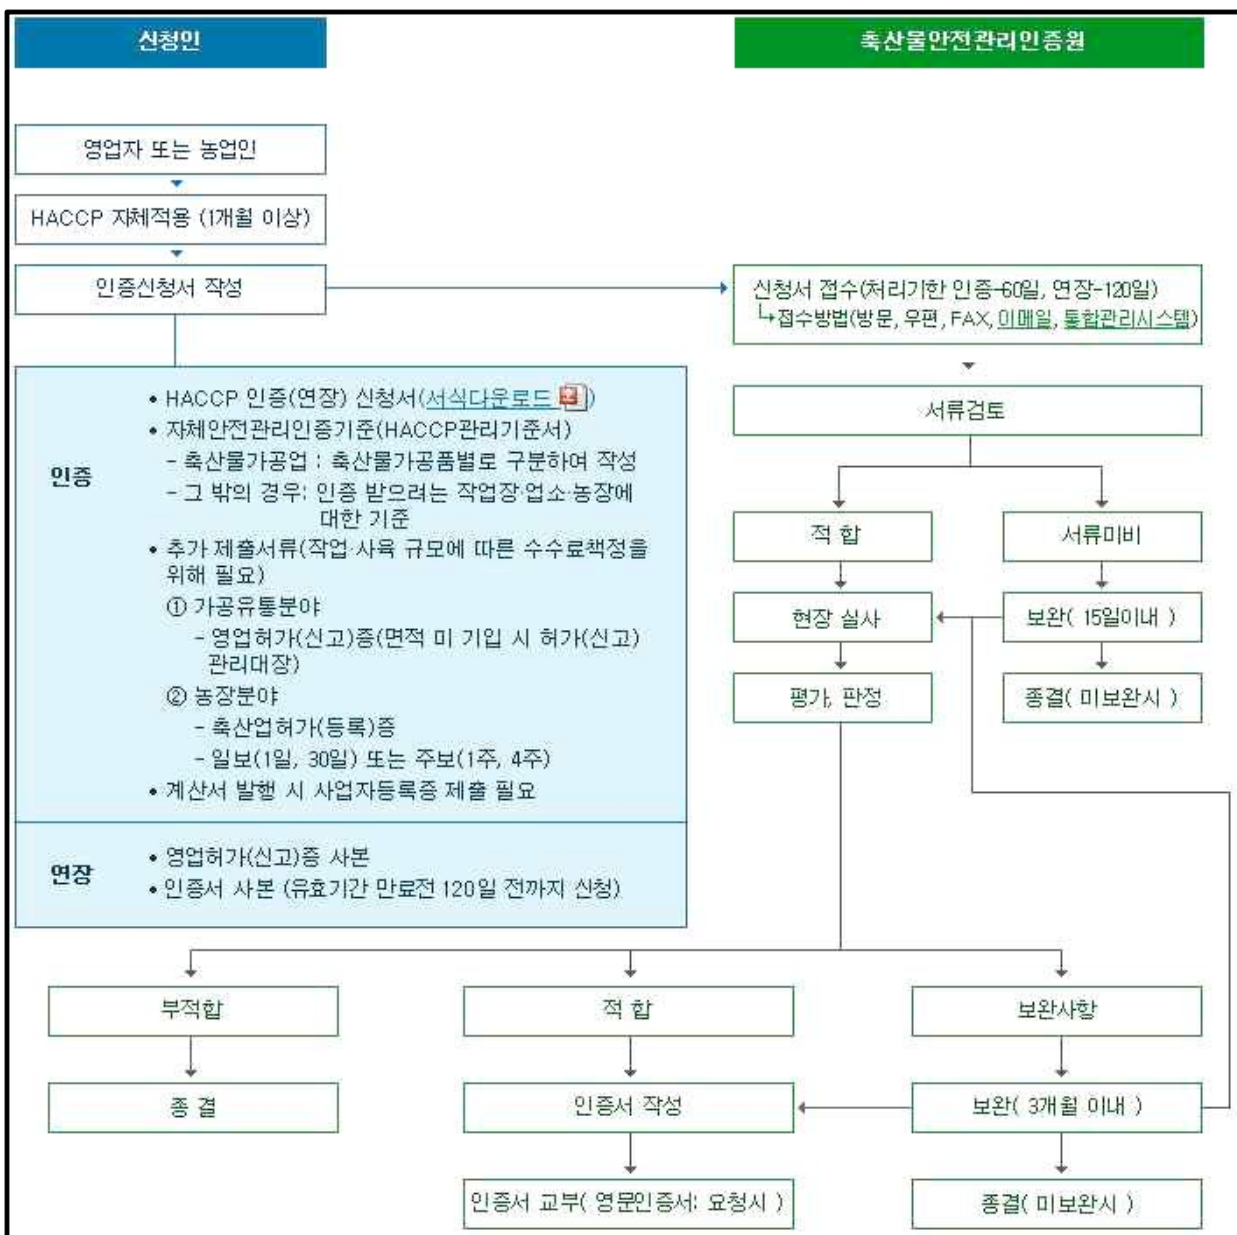 신청인
축산물안전관리인증원
영업자 또는 농업인
HACCP 자체적용 (1개월 이상)
인증신청서 작성
신청서 접수(처리기한 인증-60일, 연장-120일)
↳접수방법(방문, 우편, FAX, 이메일, 통합관리시스템)
인증
• HACCP 인증(연장) 신청서(서식다운로드)
• 자체안전관리인증기준(HACCP관리기준서)
- 축산물가공업 : 축산물가공품별로 구분하여 작성
- 그 밖의 경우: 인증 받으려는 작업장·업소·농장에
대한 기준
• 추가 제출서류(작업·사육 규모에 따른 수수료책정을
위해 필요)
① 가공유통분야
- 영업허가(신고)증(면적 미 기입 시 허가(신고)
관리대장)
② 농장분야
- 축산업허가(등록)증
- 일보(1일, 30일) 또는 주보(1주, 4주)
• 계산서 발행 시 사업자등록증 제출 필요
연장
• 영업허가(신고)증 사본
• 인증서 사본 (유효기간 만료전 120일 전까지 신청)
서류검토
적 합
서류미비
현장 실사
보완( 15일이내 )
평가, 판정
종결( 미보완시 )
부적합
적 합
보완사항
종 결
인증서 작성
보완( 3개월 이내 )
인증서 교부( 영문인증서: 요청시 )
종결( 미보완시 )